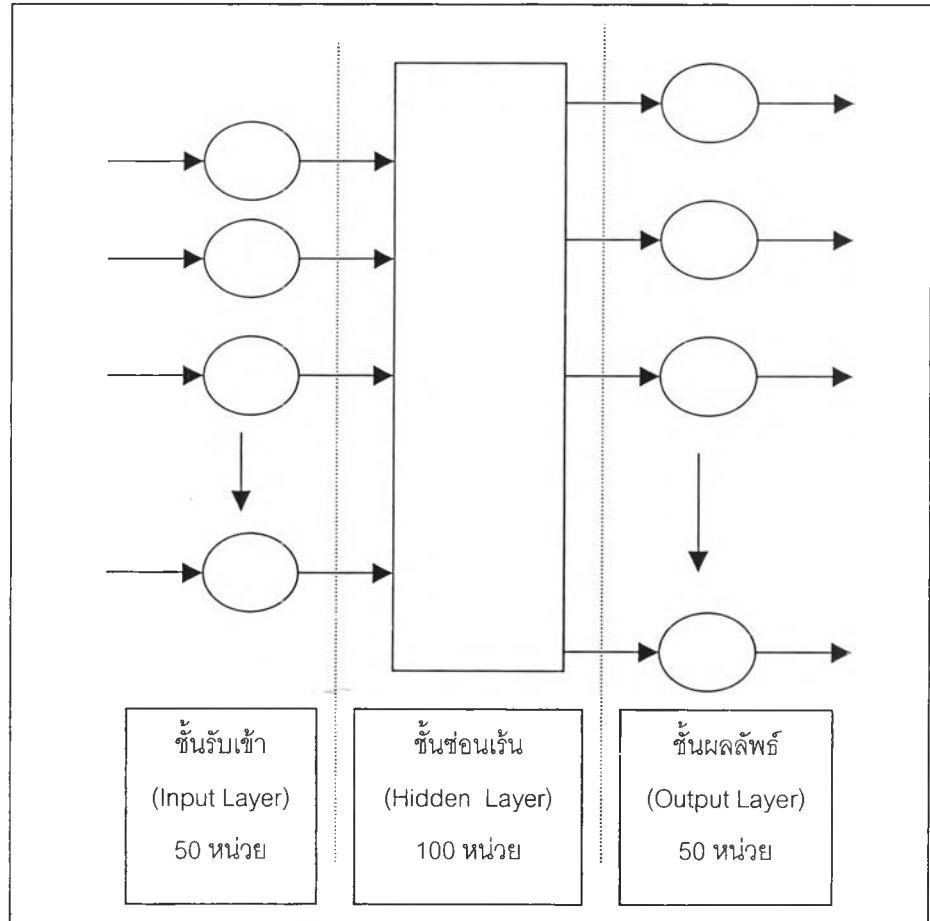 ชั้นรับเข้า
(Input Layer)
50 หน่วย
ชั้นซ่อนเร้น
(Hidden Layer)
100 หน่วย
ชั้นผลลัพธ์
(Output Layer)
50 หน่วย